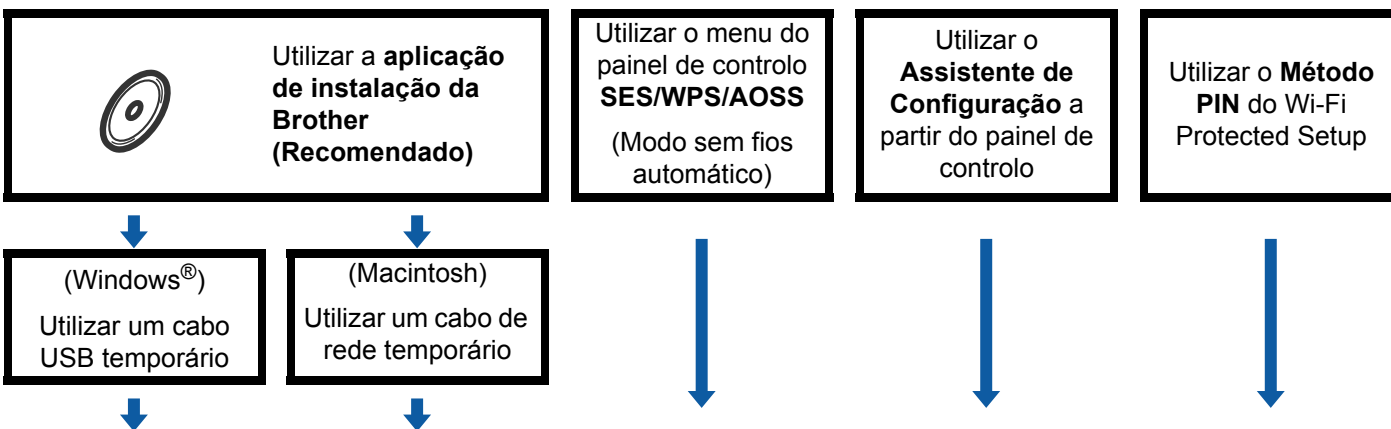 Utilizar a aplicação
de instalação da
Brother
(Recomendado)
Utilizar o menu do
painel de controlo
SES/WPS/AOSS
(Modo sem fios
automático)
Utilizar o
Assistente de
Configuração a
partir do painel de
controlo
Utilizar o Método
PIN do Wi-Fi
Protected Setup
(Windows®)
Utilizar um cabo
USB temporário
(Macintosh)
Utilizar um cabo de
rede temporário